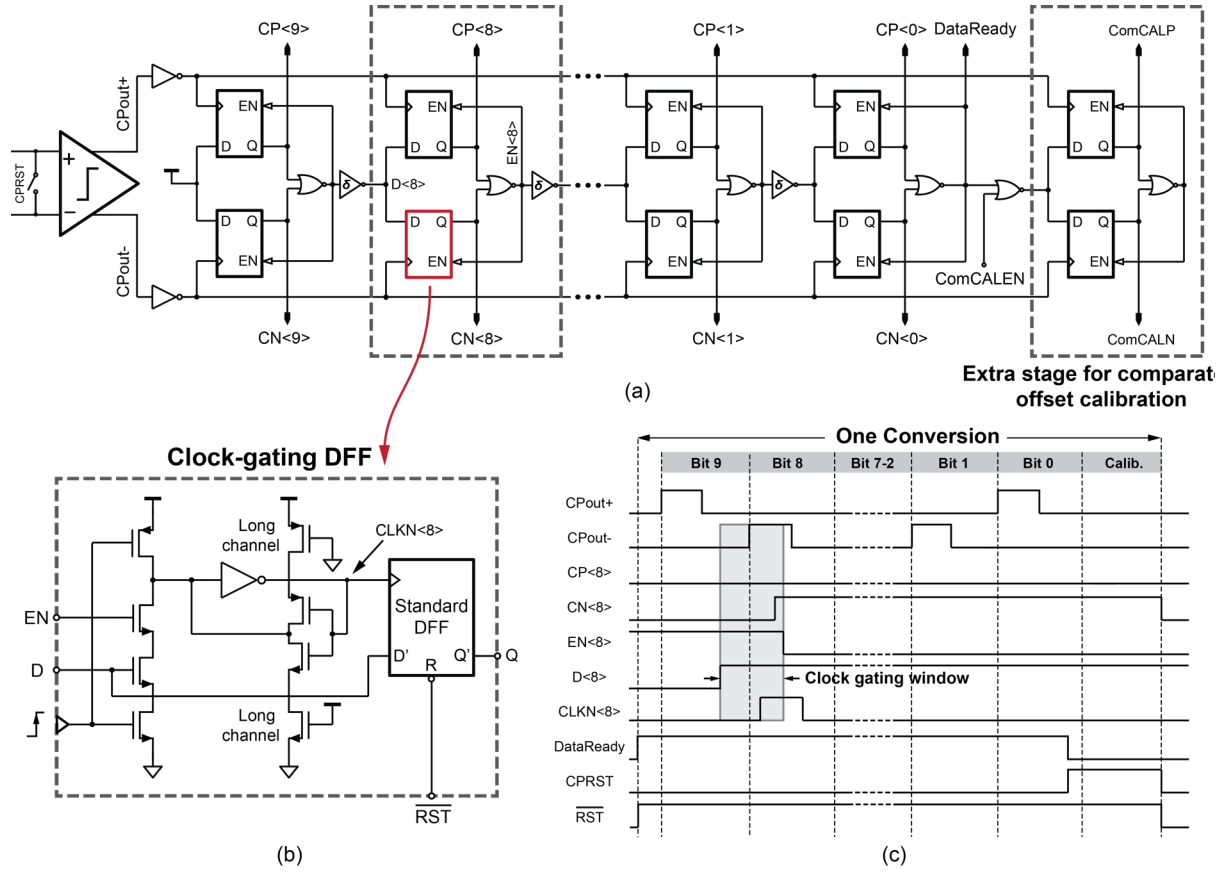 CP<9>
CP<8>
CP<1>
CP<0>
DataReady
ComCALP
CPout+
EN
EN
EN
EN
EN
D
Q
D
Q
EN<8>
D
Q
D
Q
D
Q
CPRST
+
−
δ
D<8>
δ
δ
D
Q
EN
D
Q
EN
D
Q
EN
D
Q
EN
D
Q
EN
CPout-
ComCALEN
CN<9>
CN<8>
CN<1>
CN<0>
ComCALN
(a)
Extra stage for comparato
offset calibration
Clock-gating DFF
Long
channel
CLKN<8>
EN
D
Standard
DFF
D'
Q'
R
Q
Long
channel
RST
(b)
One Conversion
Bit 9
Bit 8
Bit 7-2
Bit 1
Bit 0
Calib.
CPout+
CPout-
CP<8>
CN<8>
EN<8>
D<8>
Clock gating window
CLKN<8>
DataReady
CPRST
RST
(c)